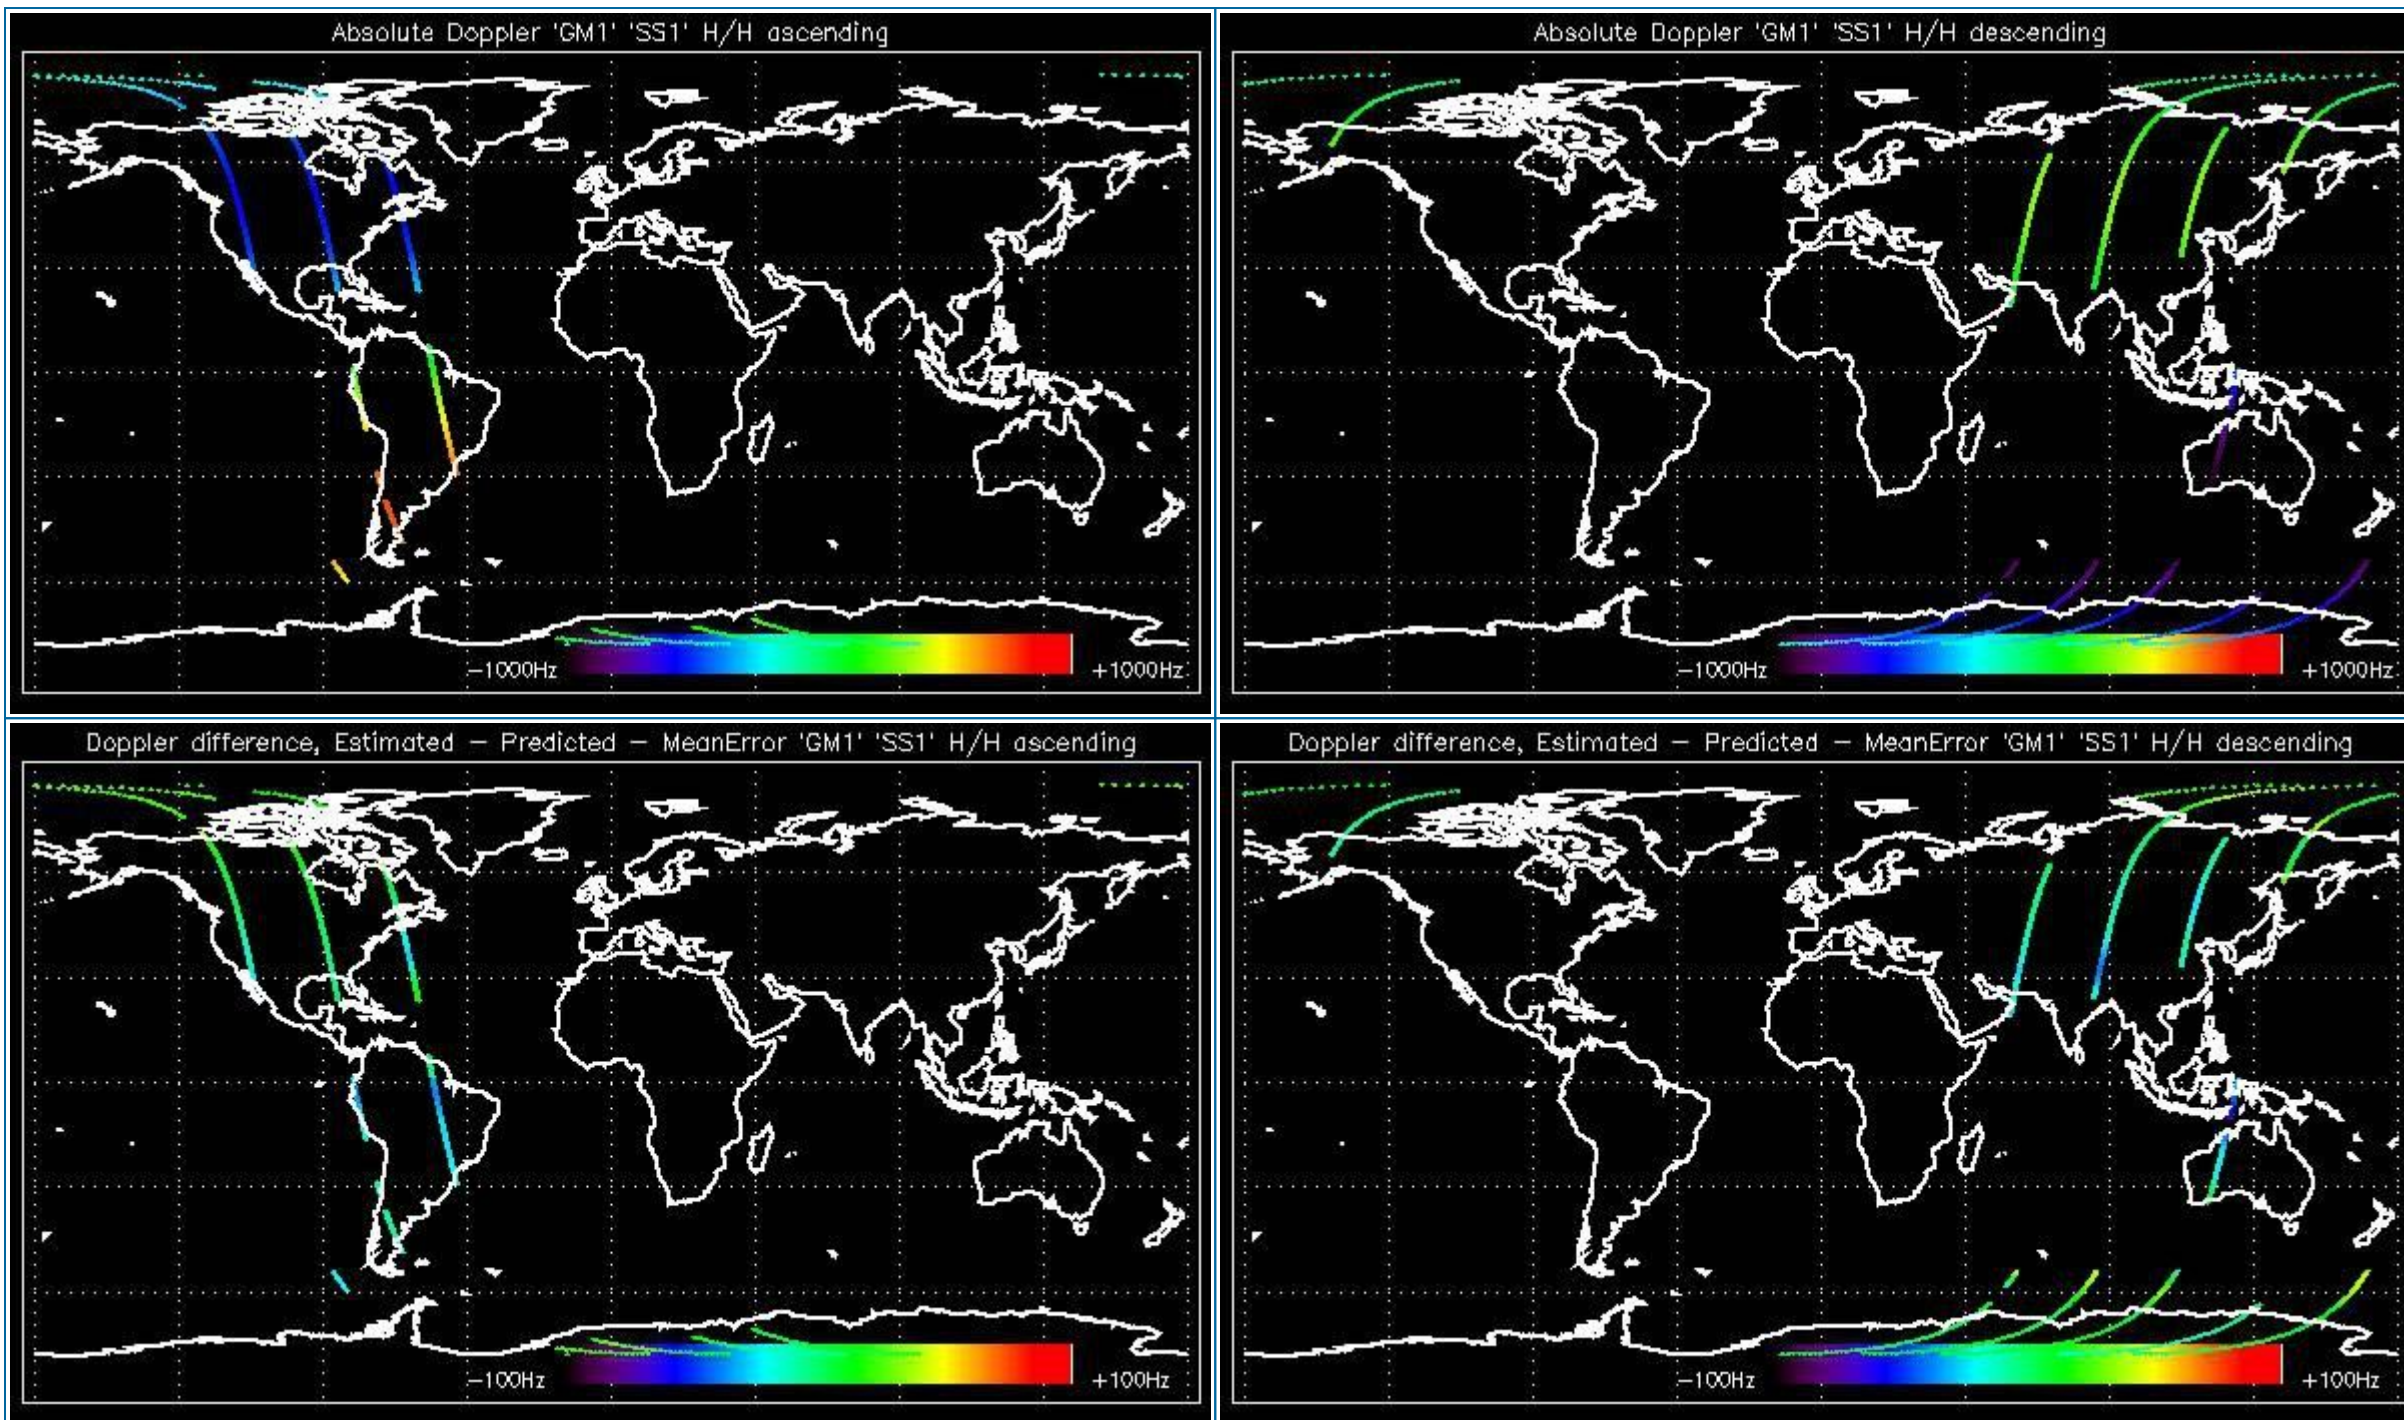 Absolute Doppler 'GM1' 'SS1' H/H ascending
−1000Hz
+1000Hz
Absolute Doppler 'GM1' 'SS1' H/H descending
−1000Hz
+1000Hz
Doppler difference, Estimated − Predicted − MeanError 'GM1' 'SS1' H/H ascending
−100Hz
+100Hz
Doppler difference, Estimated − Predicted − MeanError 'GM1' 'SS1' H/H descending
−100Hz
+100Hz